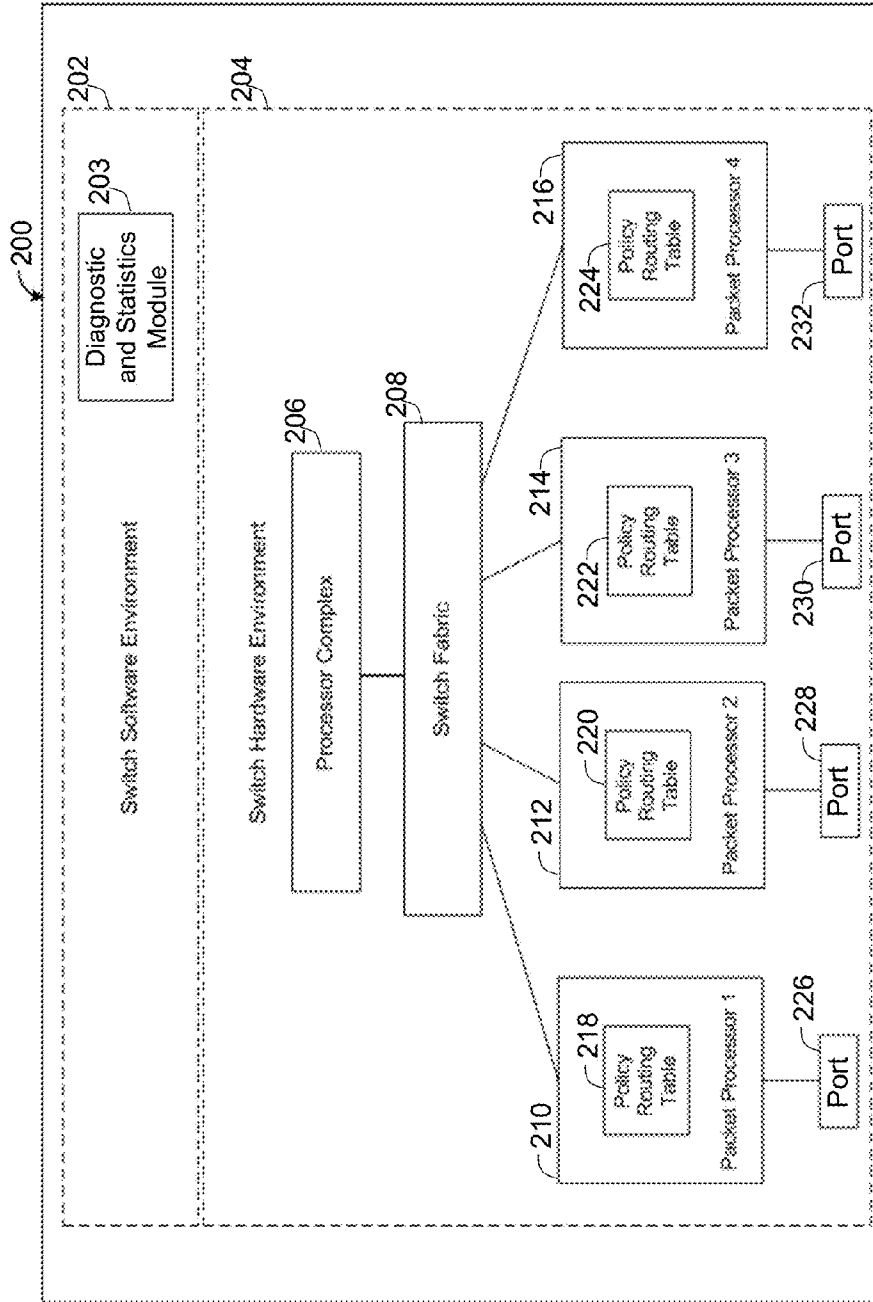 200
202
Switch Software Environment
Diagnostic
and Statistics
Module
203
204
Switch Hardware Environment
Processor Complex
206
Switch Fabric
208
210
Policy
Routing
Table
218
Packet Processor 1
212
Policy
Routing
Table
220
Packet Processor 2
214
Policy
Routing
Table
222
Packet Processor 3
216
Policy
Routing
Table
224
Packet Processor 4
Port
226
Port
228
Port
230
Port
232